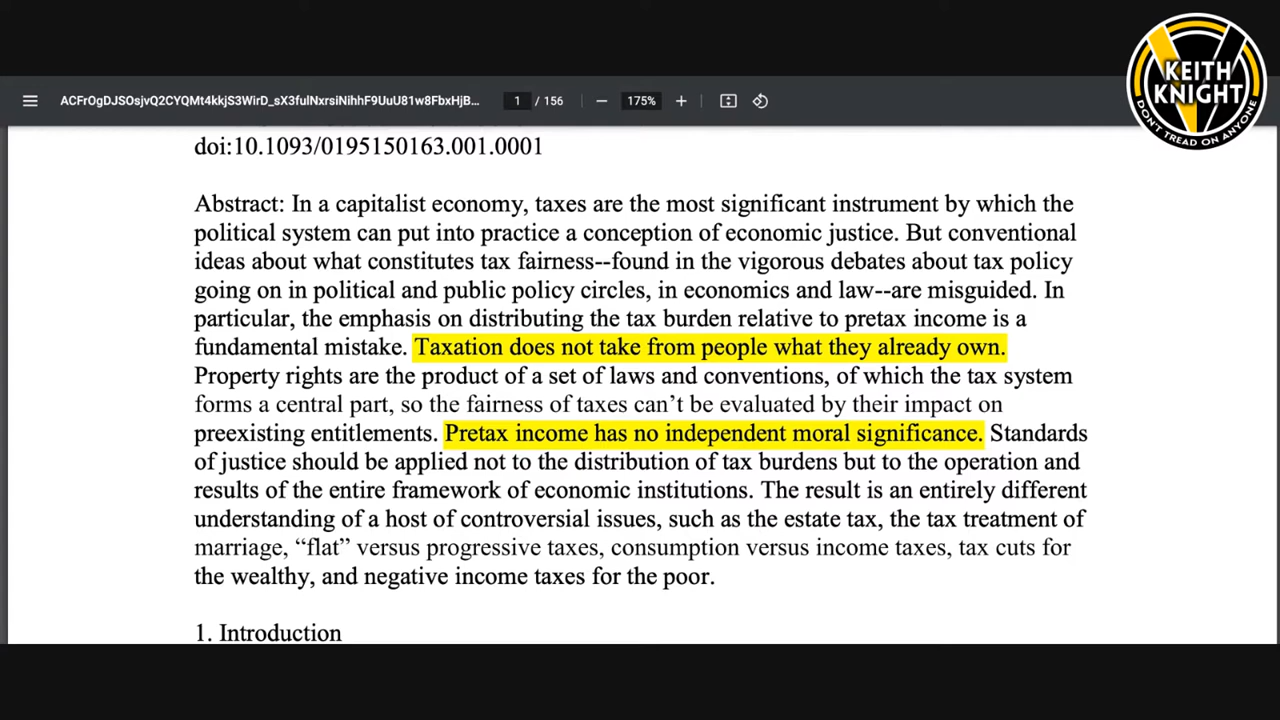 KEITH
KNIGHT
DON'T TREAD ON ANYONE
ACFrOgDJSOsjvQ2CYQMt4kkjS3WirD_sX3fulNxrsiNihhF9UuU81w8FbxHjB...
1 / 156
175%
doi:10.1093/0195150163.001.0001
Abstract: In a capitalist economy, taxes are the most significant instrument by which the
political system can put into practice a conception of economic justice. But conventional
ideas about what constitutes tax fairness--found in the vigorous debates about tax policy
going on in political and public policy circles, in economics and law--are misguided. In
particular, the emphasis on distributing the tax burden relative to pretax income is a
fundamental mistake. Taxation does not take from people what they already own.
Property rights are the product of a set of laws and conventions, of which the tax system
forms a central part, so the fairness of taxes can’t be evaluated by their impact on
preexisting entitlements. Pretax income has no independent moral significance. Standards
of justice should be applied not to the distribution of tax burdens but to the operation and
results of the entire framework of economic institutions. The result is an entirely different
understanding of a host of controversial issues, such as the estate tax, the tax treatment of
marriage, “flat” versus progressive taxes, consumption versus income taxes, tax cuts for
the wealthy, and negative income taxes for the poor.
1. Introduction